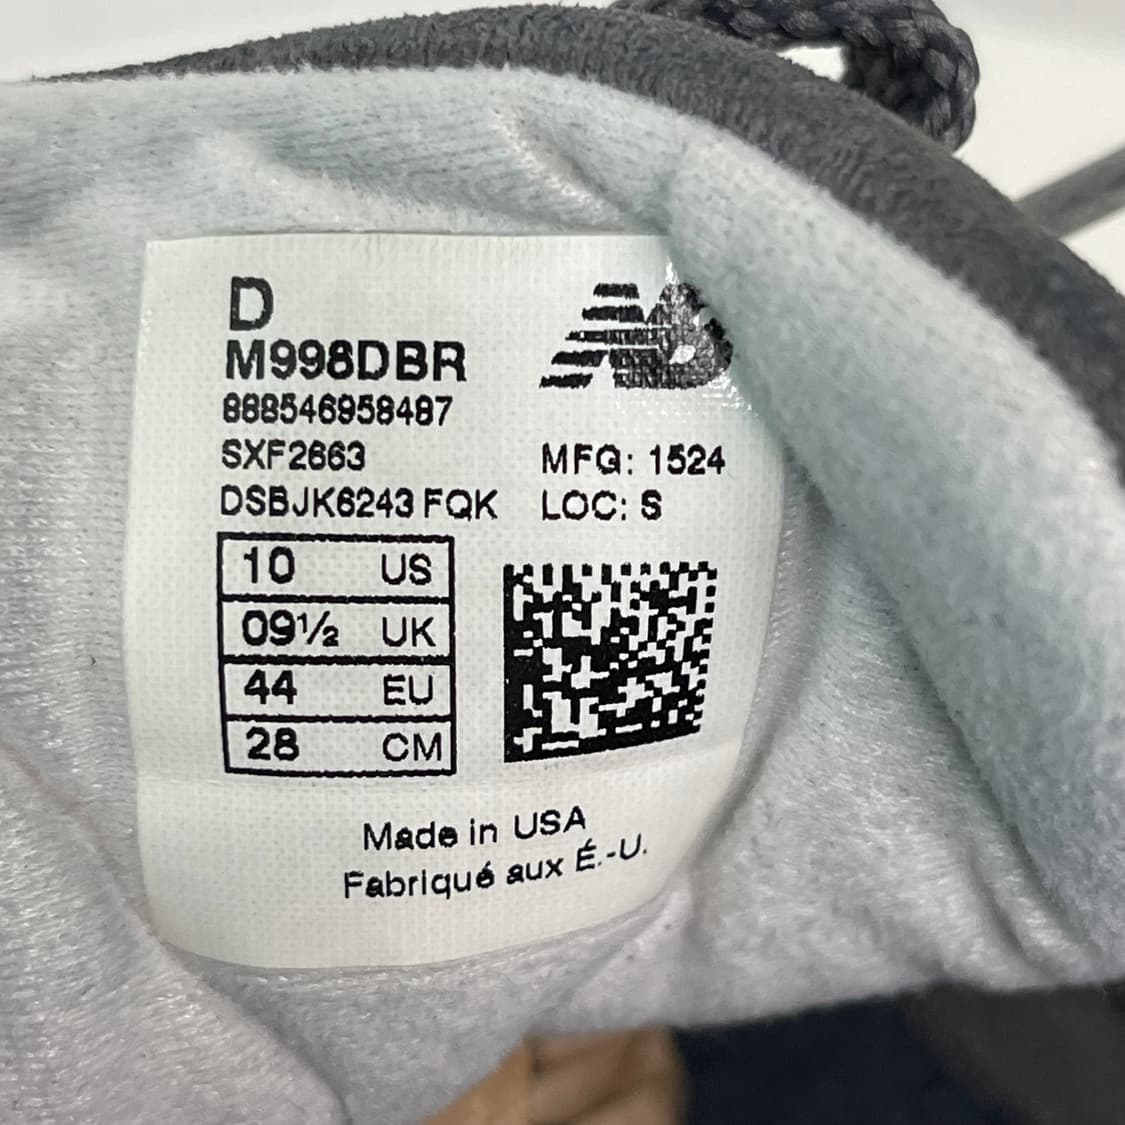 D
M998DBR
888546958487
SXF2663
MFG: 1524
DSBJK6243 FQK
LOC: S
10 US
09½ UK
44 EU
28 CM
Made in USA
Fabriqué aux É.-U.